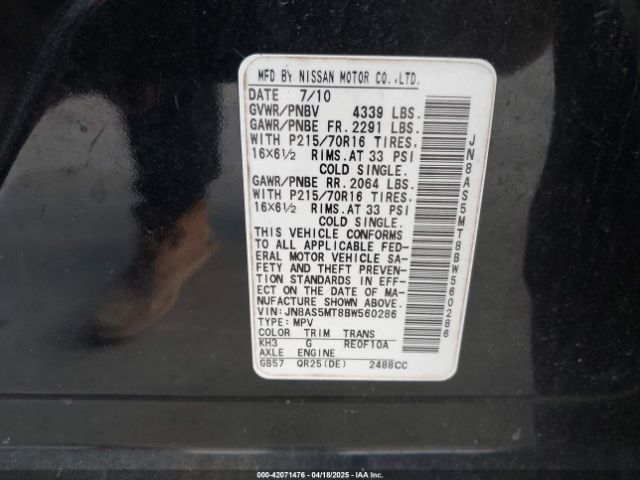 MFD BY NISSAN MOTOR CO.,LTD.
DATE 7/10
GVWR/PNBV 4339 LBS.
GAWR/PNBE FR. 2291 LBS.
WITH P215/70R16 TIRES.
16X6½ RIMS.AT 33 PSI
COLD SINGLE.
GAWR/PNBE RR. 2064 LBS.
WITH P215/70R16 TIRES.
16X6½ RIMS.AT 33 PSI
COLD SINGLE.
THIS VEHICLE CONFORMS
TO ALL APPLICABLE FED-
ERAL MOTOR VEHICLE SA-
FETY AND THEFT PREVEN-
TION STANDARDS IN EFF-
ECT ON THE DATE OF MA-
NUFACTURE SHOWN ABOVE.
VIN: JN8AS5MT8BW560286
TYPE: MPV
COLOR TRIM TRANS
KH3 G RE0F10A
AXLE ENGINE
GB57 QR25(DE) 2488CC
JN8AS5MT8BW560286
000-42071476 - 04/18/2025 - IAAI.COM